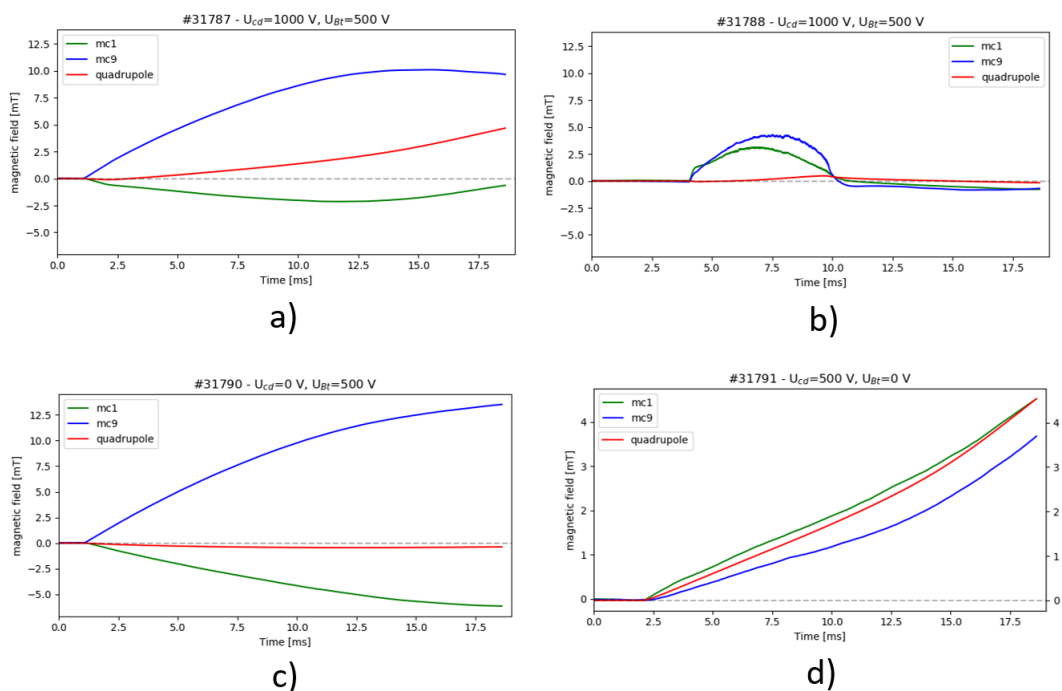 #31787 - U_cd=1000 V, U_Bt=500 V
mc1
mc9
quadrupole
magnetic field [mT]
10.0
7.5
5.0
2.5
0.0
−2.5
−5.0
0.0 2.5 5.0 7.5 10.0 12.5 15.0 17.5
12.5
Time [ms]
a)
#31788 - U_cd=1000 V, U_Bt=500 V
mc1
mc9
quadrupole
magnetic field [mT]
12.5
10.0
7.5
5.0
2.5
0.0
−2.5
−5.0
0.0 2.5 5.0 7.5 10.0 12.5 15.0 17.5
Time [ms]
b)
#31790 - U_cd=0 V, U_Bt=500 V
mc1
mc9
quadrupole
magnetic field [mT]
12.5
10.0
7.5
5.0
2.5
0.0
−2.5
−5.0
0.0 2.5 5.0 7.5 10.0 12.5 15.0 17.5
Time [ms]
c)
#31791 - U_cd=500 V, U_Bt=0 V
mc1
mc9
quadrupole
magnetic field [mT]
4
3
2
1
0
4
3
2
1
0
0.0 2.5 5.0 7.5 10.0 12.5 15.0 17.5
Time [ms]
d)